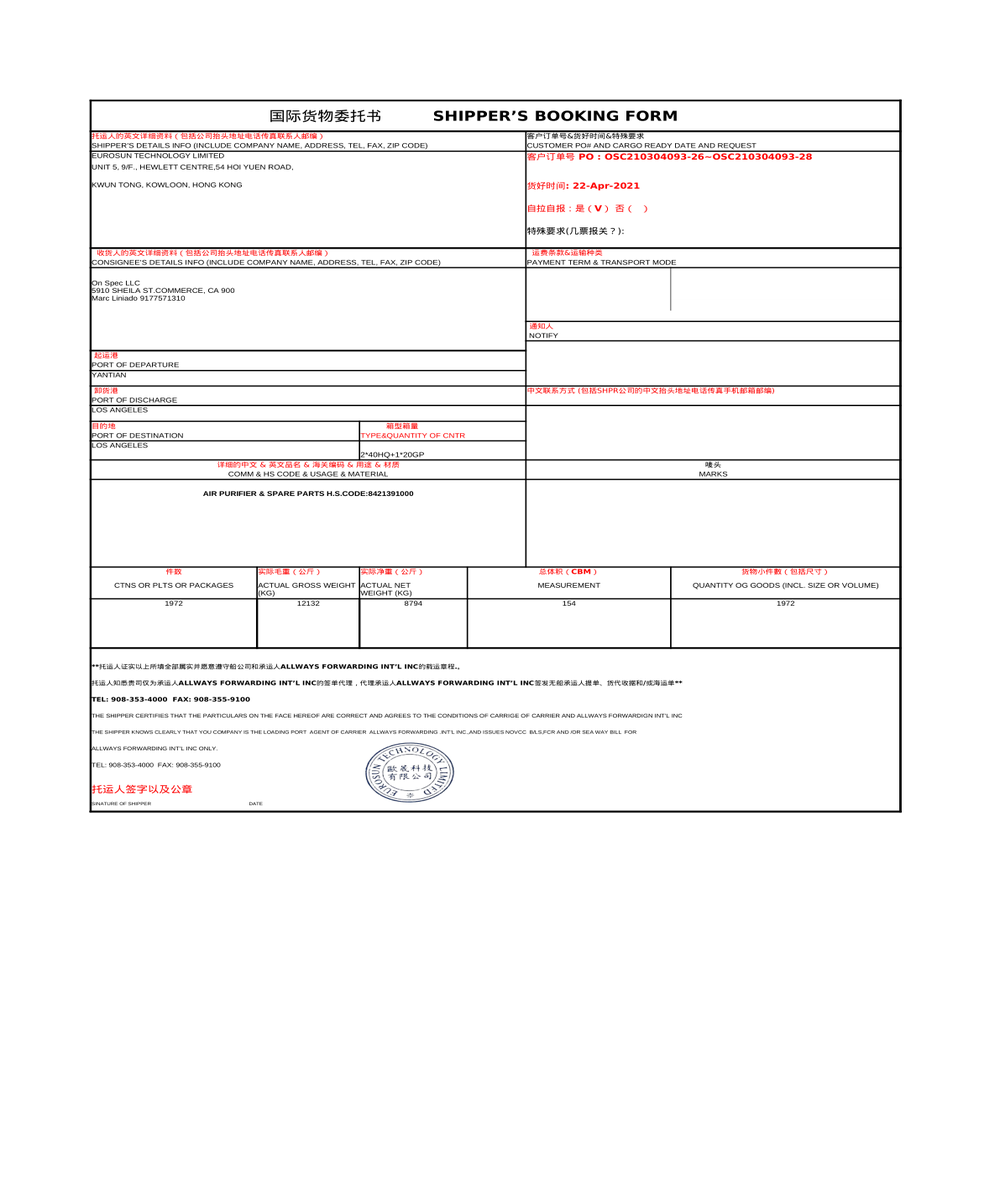 国际货物委托书 SHIPPER'S BOOKING FORM
托运人的英文详细资料（包括公司抬头地址电话传真联系人邮编）
SHIPPER'S DETAILS INFO (INCLUDE COMPANY NAME, ADDRESS, TEL, FAX, ZIP CODE)
客户订单号&货好时间&特殊要求
CUSTOMER PO# AND CARGO READY DATE AND REQUEST
EUROSUN TECHNOLOGY LIMITED
UNIT 5, 9/F., HEWLETT CENTRE,54 HOI YUEN ROAD,
KWUN TONG, KOWLOON, HONG KONG
客户订单号 PO : OSC210304093-26~OSC210304093-28
货好时间: 22-Apr-2021
自拉自报：是（V ） 否（ ）
特殊要求(几票报关？):
收货人的英文详细资料（包括公司抬头地址电话传真联系人邮编）
CONSIGNEE'S DETAILS INFO (INCLUDE COMPANY NAME, ADDRESS, TEL, FAX, ZIP CODE)
运费条款&运输种类
PAYMENT TERM & TRANSPORT MODE
On Spec LLC
5910 SHEILA ST.COMMERCE, CA 900
Marc Liniado 9177571310
通知人
NOTIFY
起运港
PORT OF DEPARTURE
YANTIAN
卸货港
PORT OF DISCHARGE
中文联系方式 (包括SHPR公司的中文抬头地址电话传真手机邮箱邮编)
LOS ANGELES
目的地
PORT OF DESTINATION
箱型箱量
TYPE&QUANTITY OF CNTR
LOS ANGELES
2*40HQ+1*20GP
详细的中文 & 英文品名 & 海关编码 & 用途 & 材质
COMM & HS CODE & USAGE & MATERIAL
唛头
MARKS
AIR PURIFIER & SPARE PARTS H.S.CODE:8421391000
件数
CTNS OR PLTS OR PACKAGES
实际毛重（公斤）
ACTUAL GROSS WEIGHT (KG)
实际净重（公斤）
ACTUAL NET WEIGHT (KG)
总体积（CBM）
MEASUREMENT
货物小件数（包括尺寸）
QUANTITY OG GOODS (INCL. SIZE OR VOLUME)
1972 12132 8794 154 1972
**托运人证实以上所填全部属实并愿意遵守船公司和承运人ALLWAYS FORWARDING INT'L INC的载运章程.,
托运人知悉贵司仅为承运人ALLWAYS FORWARDING INT'L INC的签单代理，代理承运人ALLWAYS FORWARDING INT'L INC签发无船承运人提单、货代收据和/或海运单**
TEL: 908-353-4000 FAX: 908-355-9100
THE SHIPPER CERTIFIES THAT THE PARTICULARS ON THE FACE HEREOF ARE CORRECT AND AGREES TO THE CONDITIONS OF CARRIGE OF CARRIER AND ALLWAYS FORWARDIGN INT'L INC
THE SHIPPER KNOWS CLEARLY THAT YOU COMPANY IS THE LOADING PORT AGENT OF CARRIER ALLWAYS FORWARDING .INT'L INC.,AND ISSUES NOVCC B/LS,FCR AND /OR SEA WAY BILL FOR
ALLWAYS FORWARDING INT'L INC ONLY.
TEL: 908-353-4000 FAX: 908-355-9100
EUROSUN TECHNOLOGY LIMITED
歐晟科技
有限公司
托运人签字以及公章
SINATURE OF SHIPPER DATE